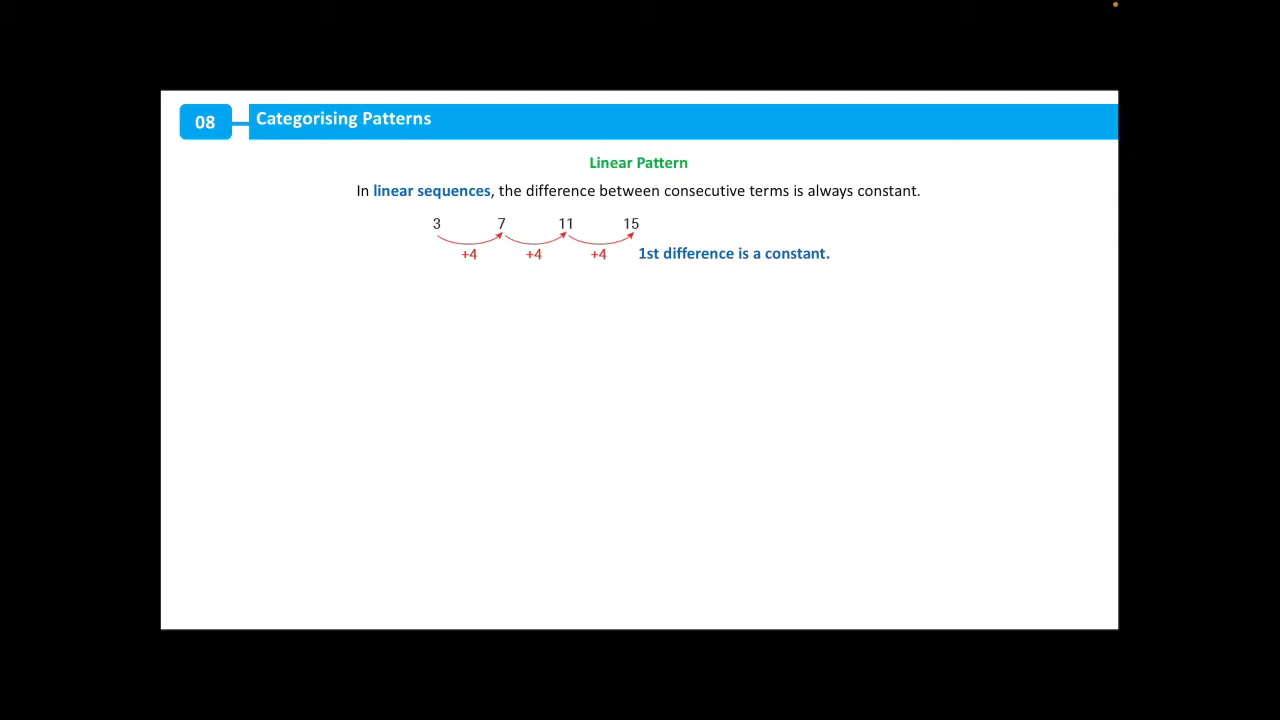 08 Categorising Patterns
Linear Pattern
In linear sequences, the difference between consecutive terms is always constant.
3 7 11 15
+4 +4 +4 1st difference is a constant.